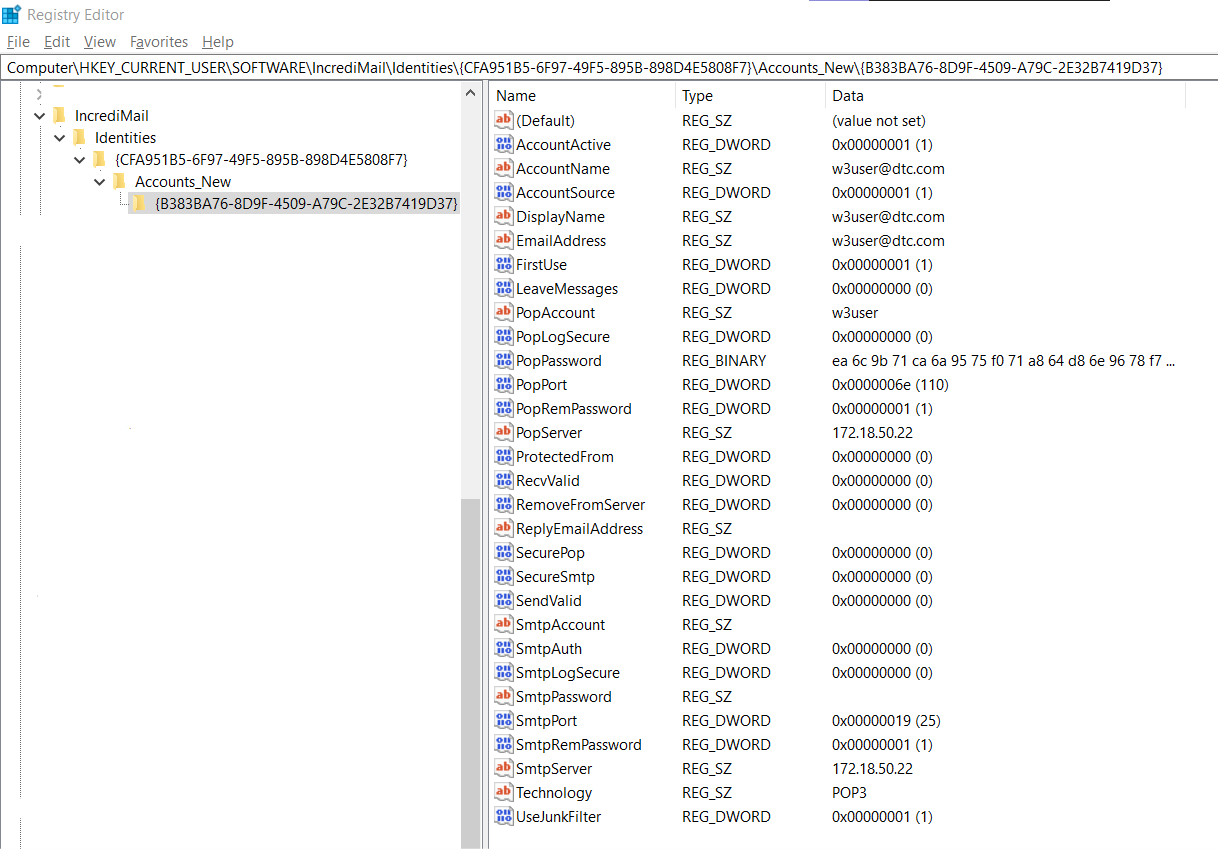 Registry Editor
File Edit View Favorites Help
Computer\HKEY_CURRENT_USER\SOFTWARE\IncrediMail\Identities\{CFA951B5-6F97-49F5-895B-898D4E5808F7}\Accounts_New\{B383BA76-8D9F-4509-A79C-2E32B7419D37}
IncrediMail
Identities
{CFA951B5-6F97-49F5-895B-898D4E5808F7}
Accounts_New
{B383BA76-8D9F-4509-A79C-2E32B7419D37}
Name Type Data
(Default) REG_SZ (value not set)
AccountActive REG_DWORD 0x00000001 (1)
AccountName REG_SZ w3user@dtc.com
AccountSource REG_DWORD 0x00000001 (1)
DisplayName REG_SZ w3user@dtc.com
EmailAddress REG_SZ w3user@dtc.com
FirstUse REG_DWORD 0x00000001 (1)
LeaveMessages REG_DWORD 0x00000000 (0)
PopAccount REG_SZ w3user
PopLogSecure REG_DWORD 0x00000000 (0)
PopPassword REG_BINARY ea 6c 9b 71 ca 6a 95 75 f0 71 a8 64 d8 6e 96 78 f7 ...
PopPort REG_DWORD 0x0000006e (110)
PopRemPassword REG_DWORD 0x00000001 (1)
PopServer REG_SZ 172.18.50.22
ProtectedFrom REG_DWORD 0x00000000 (0)
RecvValid REG_DWORD 0x00000000 (0)
RemoveFromServer REG_DWORD 0x00000000 (0)
ReplyEmailAddress REG_SZ
SecurePop REG_DWORD 0x00000000 (0)
SecureSmtp REG_DWORD 0x00000000 (0)
SendValid REG_DWORD 0x00000000 (0)
SmtpAccount REG_SZ
SmtpAuth REG_DWORD 0x00000000 (0)
SmtpLogSecure REG_DWORD 0x00000000 (0)
SmtpPassword REG_SZ
SmtpPort REG_DWORD 0x00000019 (25)
SmtpRemPassword REG_DWORD 0x00000001 (1)
SmtpServer REG_SZ 172.18.50.22
Technology REG_SZ POP3
UseJunkFilter REG_DWORD 0x00000001 (1)